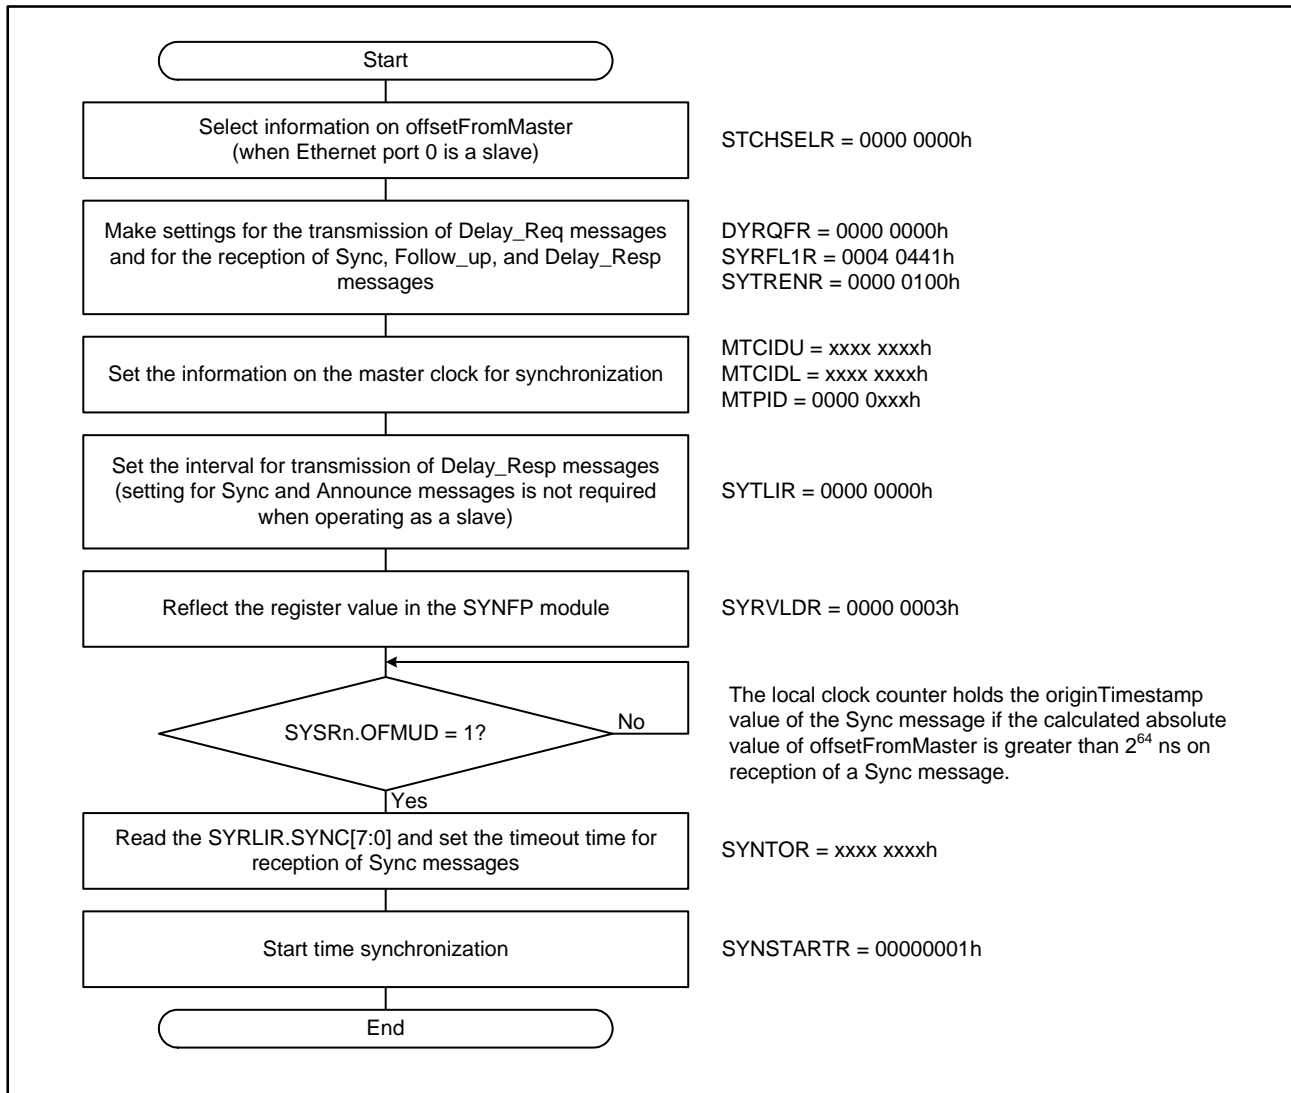 Start
Select information on offsetFromMaster
(when Ethernet port 0 is a slave)
STCHSELR = 0000 0000h
Make settings for the transmission of Delay_Req messages
and for the reception of Sync, Follow_up, and Delay_Resp
messages
DYRQFR = 0000 0000h
SYRFL1R = 0004 0441h
SYTRENR = 0000 0100h
Set the information on the master clock for synchronization
MTCIDU = xxxx xxxxh
MTCIDL = xxxx xxxxh
MTPID = 0000 0xxxh
Set the interval for transmission of Delay_Resp messages
(setting for Sync and Announce messages is not required
when operating as a slave)
SYTLIR = 0000 0000h
Reflect the register value in the SYNFP module
SYRVLDR = 0000 0003h
SYSRn.OFMUD = 1?
No
The local clock counter holds the originTimestamp
value of the Sync message if the calculated absolute
value of offsetFromMaster is greater than 2^64 ns on
reception of a Sync message.
Yes
Read the SYRLIR.SYNC[7:0] and set the timeout time for
reception of Sync messages
SYNTOR = xxxx xxxxh
Start time synchronization
SYNSTARTR = 00000001h
End